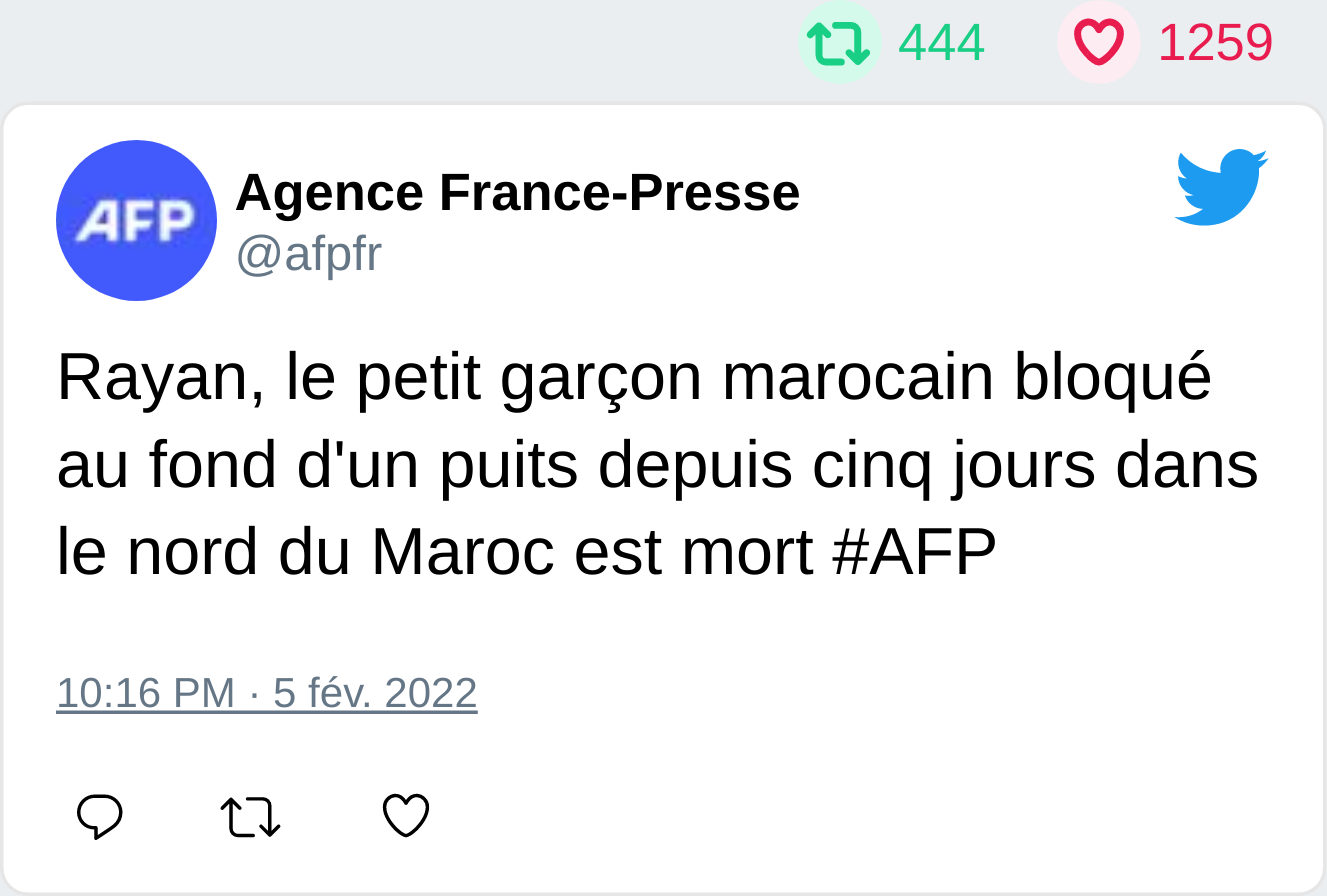 444 1259
AFP
Agence France-Presse
@afpfr
Rayan, le petit garçon marocain bloqué
au fond d'un puits depuis cinq jours dans
le nord du Maroc est mort #AFP
10:16 PM · 5 fév. 2022